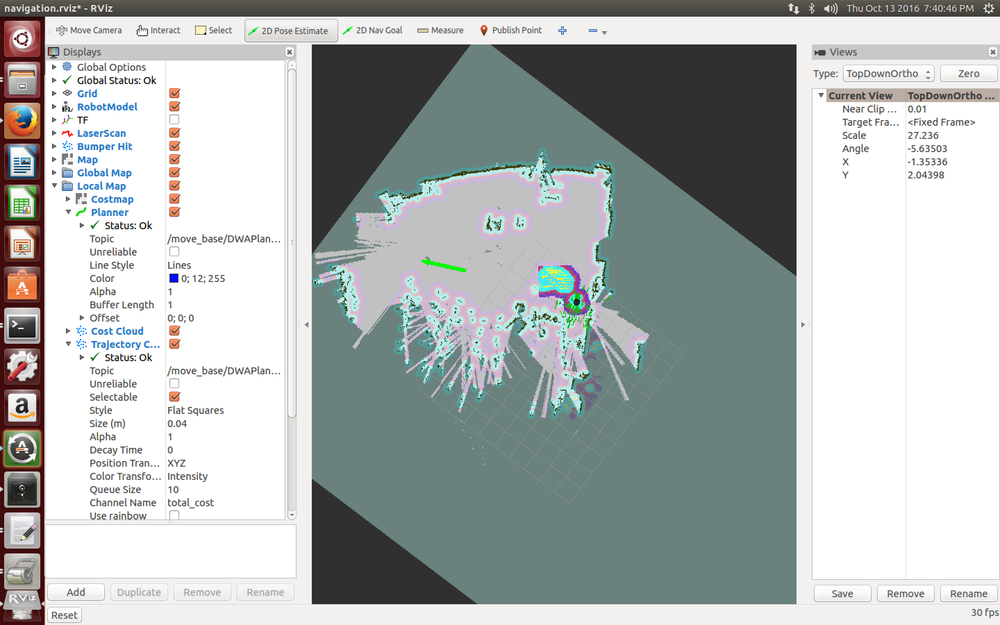 navigation.rviz* - RViz
Thu Oct 13 2016 7:40:46 PM
Move Camera
Interact
Select
2D Pose Estimate
2D Nav Goal
Measure
Publish Point
Displays
Global Options
Global Status: Ok
Grid
RobotModel
TF
LaserScan
Bumper Hit
Map
Global Map
Local Map
Costmap
Planner
Status: Ok
Topic /move_base/DWAPlan...
Unreliable
Line Style Lines
Color 0; 12; 255
Alpha 1
Buffer Length 1
Offset 0; 0; 0
Cost Cloud
Trajectory C...
Status: Ok
Topic /move_base/DWAPlan...
Unreliable
Selectable
Style Flat Squares
Size (m) 0.04
Alpha 1
Decay Time 0
Position Tran... XYZ
Color Transfo... Intensity
Queue Size 10
Channel Name total_cost
Use rainbow
Add
Duplicate
Remove
Rename
Reset
Views
Type: TopDownOrtho Zero
Current View TopDownOrtho ...
Near Clip ... 0.01
Target Fra... <Fixed Frame>
Scale 27.236
Angle -5.63503
X -1.35336
Y 2.04398
Save
Remove
Rename
30 fps
a
RViz